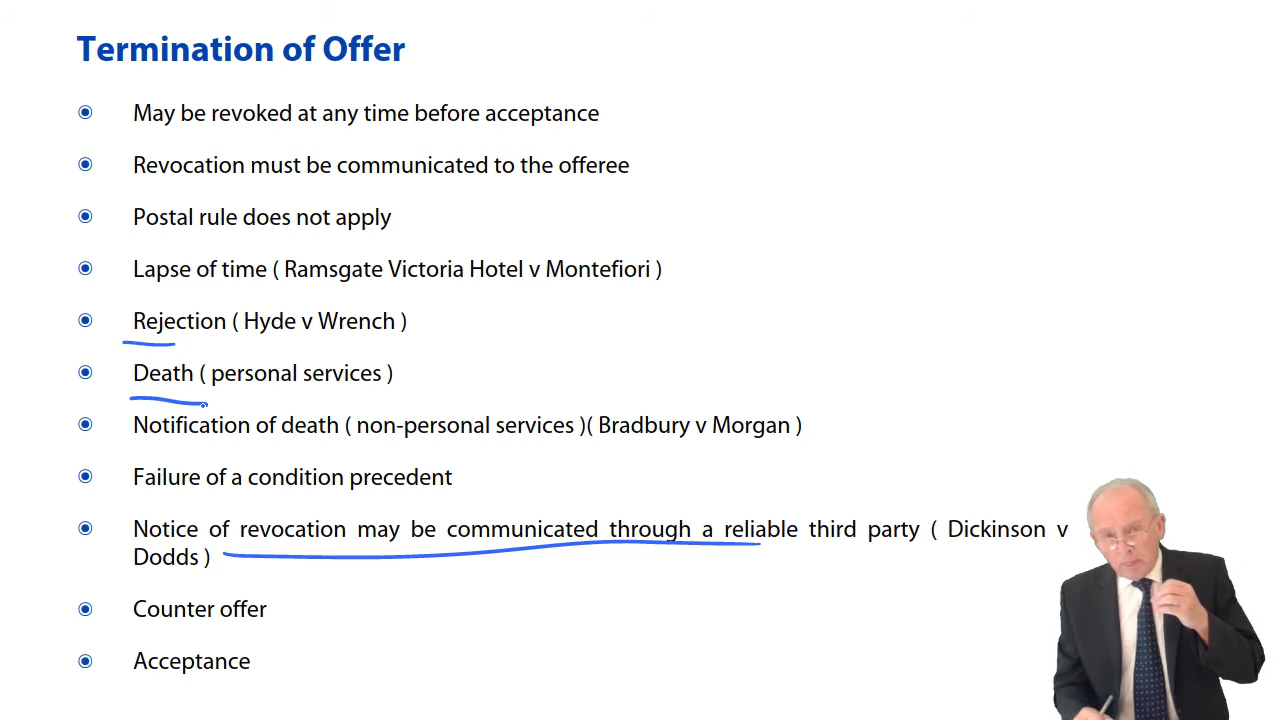 Termination of Offer
May be revoked at any time before acceptance
Revocation must be communicated to the offeree
Postal rule does not apply
Lapse of time ( Ramsgate Victoria Hotel v Montefiori )
Rejection ( Hyde v Wrench )
Death ( personal services )
Notification of death ( non-personal services )( Bradbury v Morgan )
Failure of a condition precedent
Notice of revocation may be communicated through a reliable third party ( Dickinson v
Dodds )
Counter offer
Acceptance